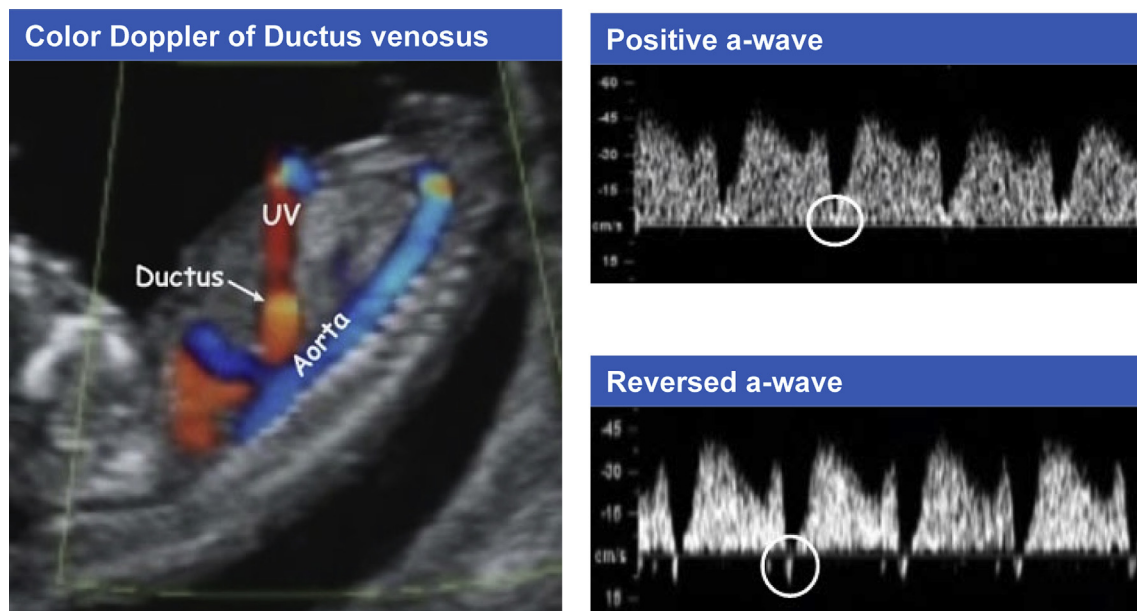 Color Doppler of Ductus venosus
UV
Ductus
Aorta
Positive a-wave
-60
-45
-30
-15
cm/s
15
Reversed a-wave
-45
-30
-15
cm/s
15